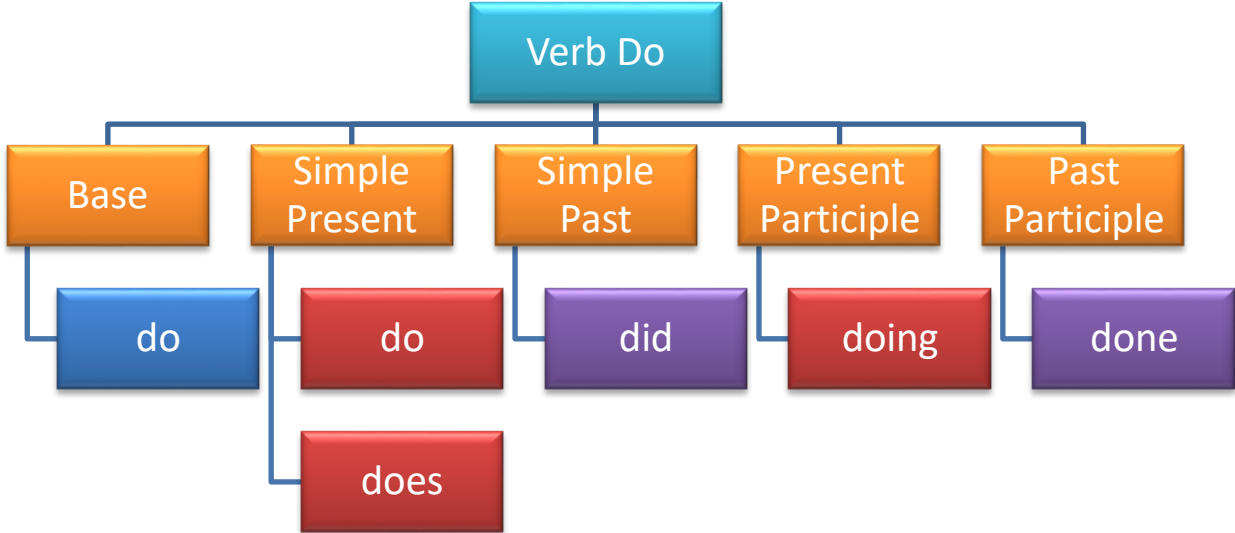 Verb Do
Base
Simple
Present
Simple
Past
Present
Participle
Past
Participle
do
do
did
doing
done
does